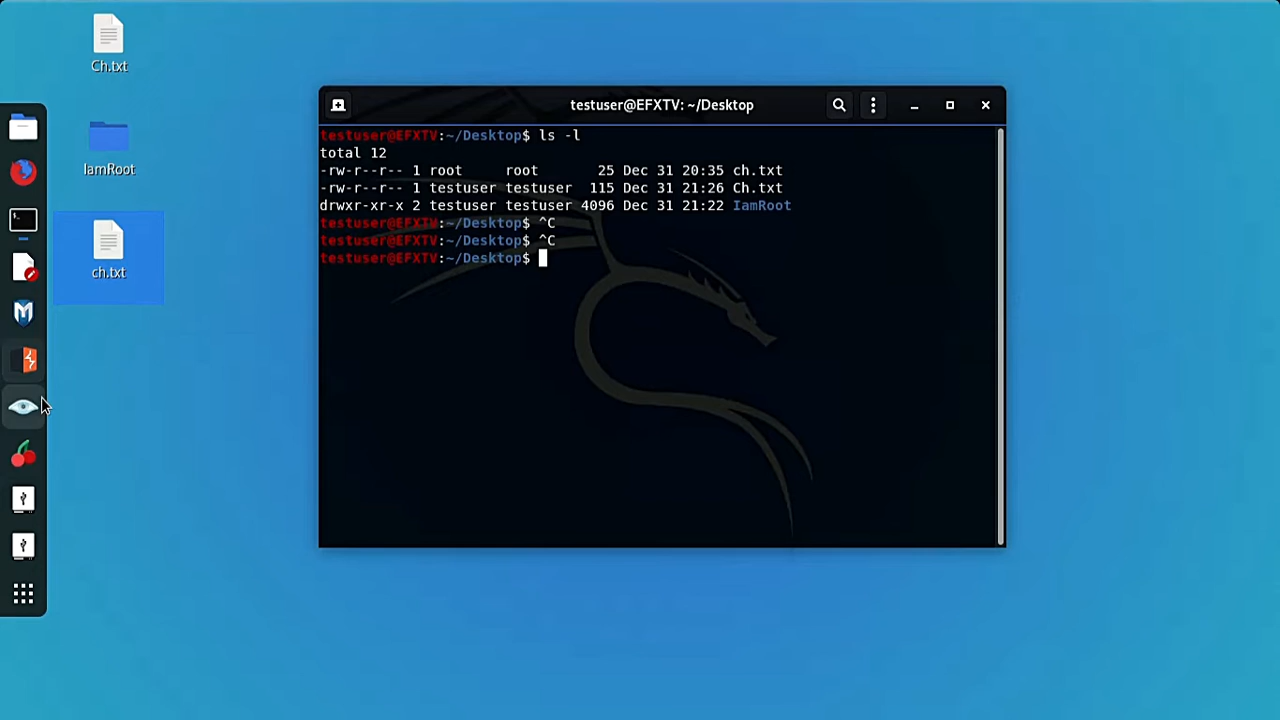 Ch.txt
IamRoot
ch.txt
testuser@EFXTV: ~/Desktop
testuser@EFXTV:~/Desktop$ ls -l
total 12
-rw-r--r-- 1 root     root       25 Dec 31 20:35 ch.txt
-rw-r--r-- 1 testuser testuser  115 Dec 31 21:26 Ch.txt
drwxr-xr-x 2 testuser testuser 4096 Dec 31 21:22 IamRoot
testuser@EFXTV:~/Desktop$ ^C
testuser@EFXTV:~/Desktop$ ^C
testuser@EFXTV:~/Desktop$